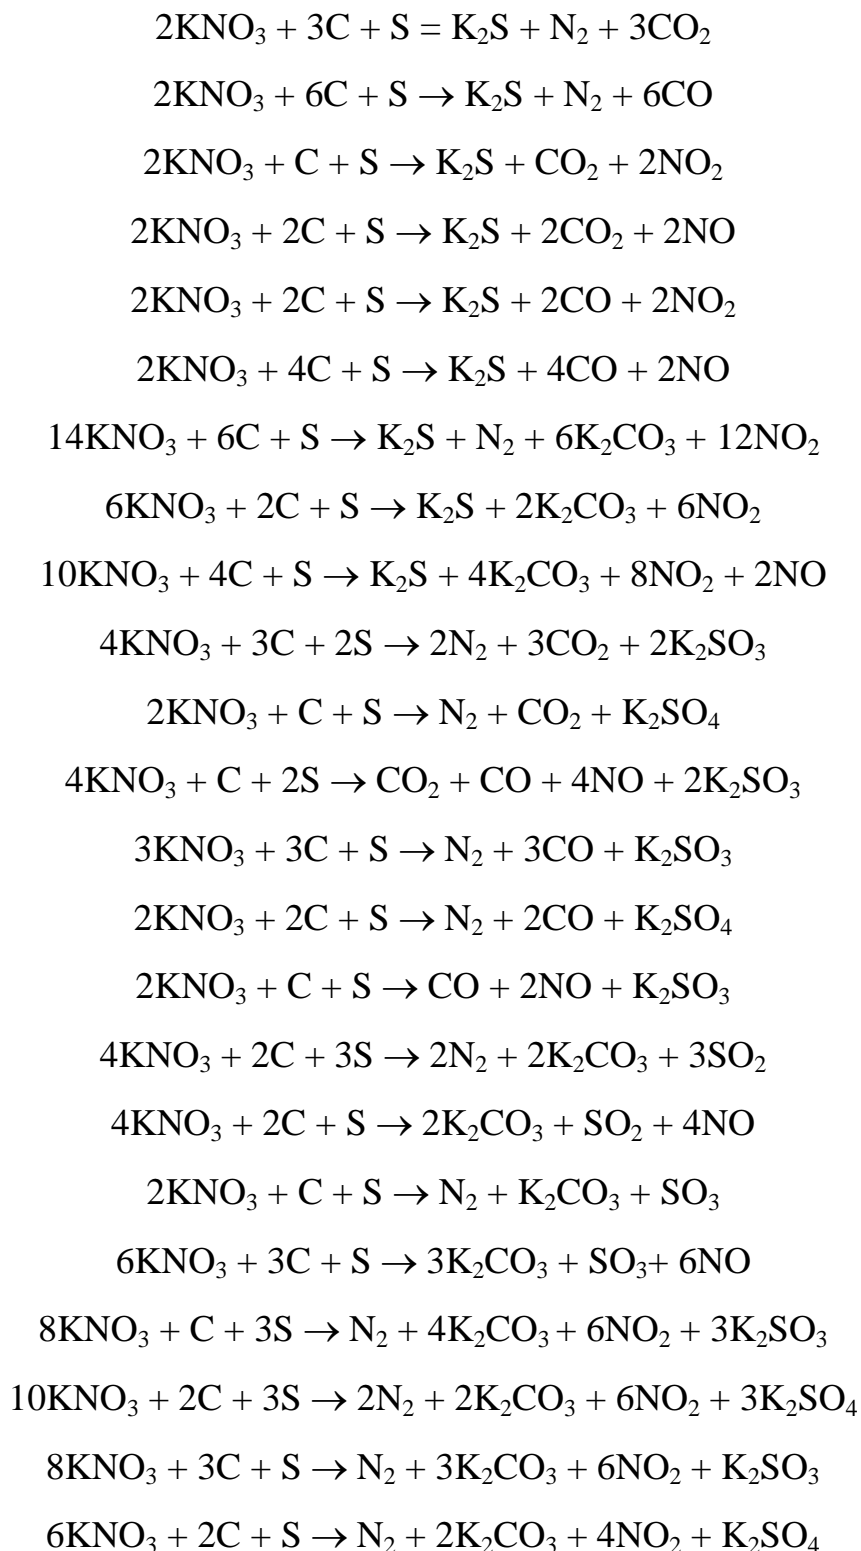 2KNO₃ + 3C + S = K₂S + N₂ + 3CO₂
2KNO₃ + 6C + S → K₂S + N₂ + 6CO
2KNO₃ + C + S → K₂S + CO₂ + 2NO₂
2KNO₃ + 2C + S → K₂S + 2CO₂ + 2NO
2KNO₃ + 2C + S → K₂S + 2CO + 2NO₂
2KNO₃ + 4C + S → K₂S + 4CO + 2NO
14KNO₃ + 6C + S → K₂S + N₂ + 6K₂CO₃ + 12NO₂
6KNO₃ + 2C + S → K₂S + 2K₂CO₃ + 6NO₂
10KNO₃ + 4C + S → K₂S + 4K₂CO₃ + 8NO₂ + 2NO
4KNO₃ + 3C + 2S → 2N₂ + 3CO₂ + 2K₂SO₃
2KNO₃ + C + S → N₂ + CO₂ + K₂SO₄
4KNO₃ + C + 2S → CO₂ + CO + 4NO + 2K₂SO₃
3KNO₃ + 3C + S → N₂ + 3CO + K₂SO₃
2KNO₃ + 2C + S → N₂ + 2CO + K₂SO₄
2KNO₃ + C + S → CO + 2NO + K₂SO₃
4KNO₃ + 2C + 3S → 2N₂ + 2K₂CO₃ + 3SO₂
4KNO₃ + 2C + S → 2K₂CO₃ + SO₂ + 4NO
2KNO₃ + C + S → N₂ + K₂CO₃ + SO₃
6KNO₃ + 3C + S → 3K₂CO₃ + SO₃+ 6NO
8KNO₃ + C + 3S → N₂ + 4K₂CO₃ + 6NO₂ + 3K₂SO₃
10KNO₃ + 2C + 3S → 2N₂ + 2K₂CO₃ + 6NO₂ + 3K₂SO₄
8KNO₃ + 3C + S → N₂ + 3K₂CO₃ + 6NO₂ + K₂SO₃
6KNO₃ + 2C + S → N₂ + 2K₂CO₃ + 4NO₂ + K₂SO₄